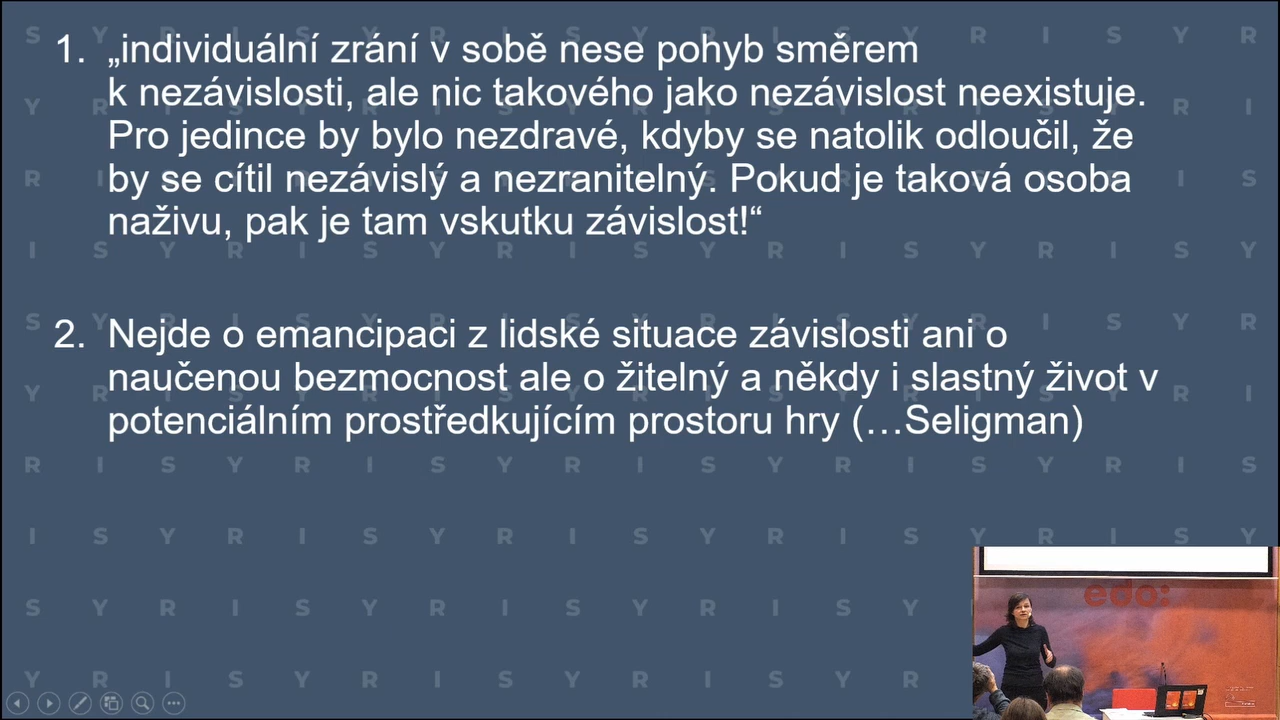 1. „individuální zrání v sobě nese pohyb směrem
k nezávislosti, ale nic takového jako nezávislost neexistuje.
Pro jedince by bylo nezdravé, kdyby se natolik odloučil, že
by se cítil nezávislý a nezranitelný. Pokud je taková osoba
naživu, pak je tam vskutku závislost!“
2. Nejde o emancipaci z lidské situace závislosti ani o
naučenou bezmocnost ale o žitelný a někdy i slastný život v
potenciálním prostředkujícím prostoru hry (…Seligman)
edo: